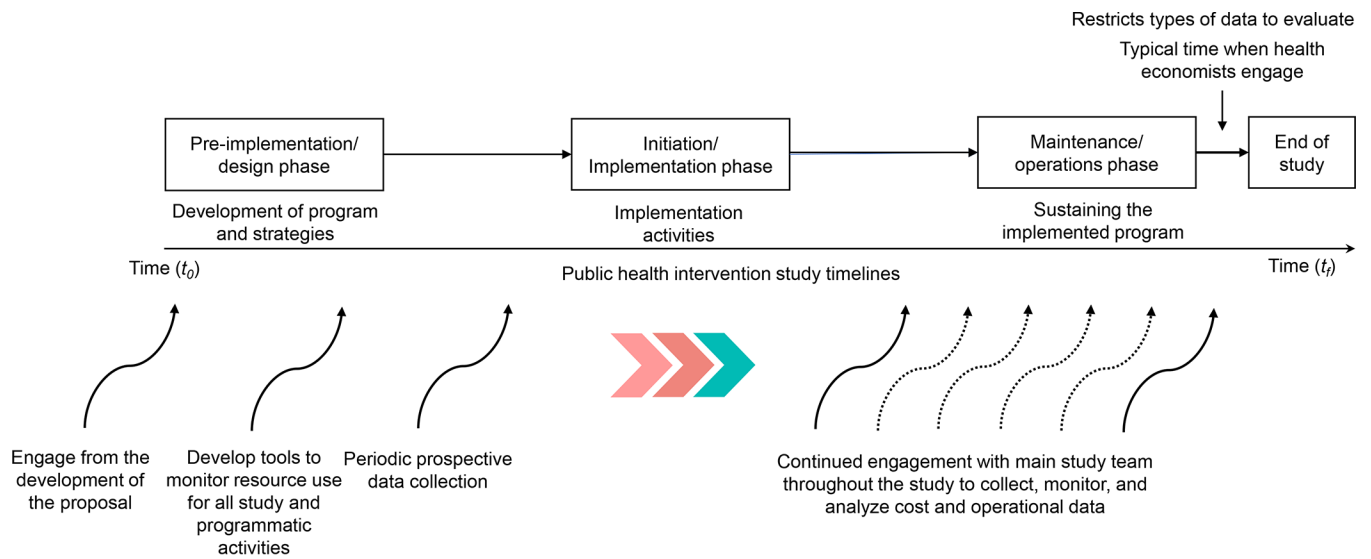 Restricts types of data to evaluate
Typical time when health
economists engage
Pre-implementation/
design phase
Initiation/
Implementation phase
Maintenance/
operations phase
End of
study
Development of program
and strategies
Implementation
activities
Sustaining the
implemented program
Time (t0)
Public health intervention study timelines
Time (tf)
Engage from the
development of
the proposal
Develop tools to
monitor resource use
for all study and
programmatic
activities
Periodic prospective
data collection
Continued engagement with main study team
throughout the study to collect, monitor, and
analyze cost and operational data